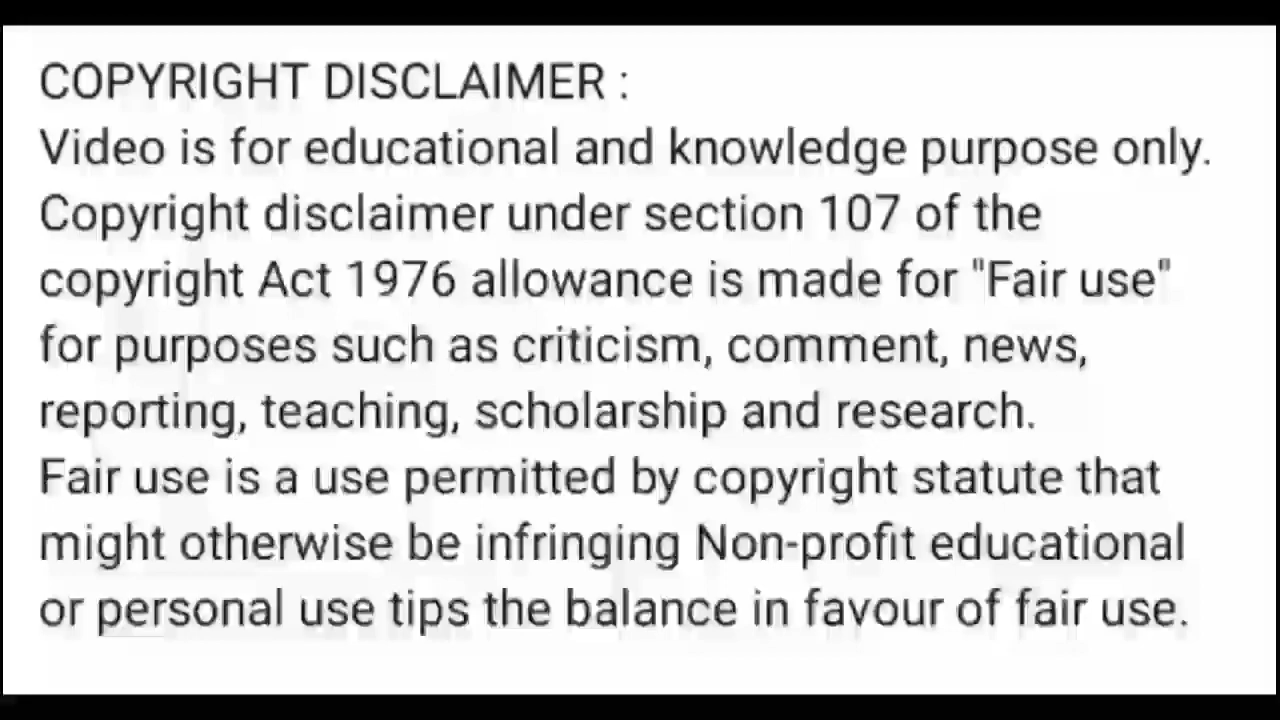 COPYRIGHT DISCLAIMER :
Video is for educational and knowledge purpose only.
Copyright disclaimer under section 107 of the
copyright Act 1976 allowance is made for "Fair use"
for purposes such as criticism, comment, news,
reporting, teaching, scholarship and research.
Fair use is a use permitted by copyright statute that
might otherwise be infringing Non-profit educational
or personal use tips the balance in favour of fair use.